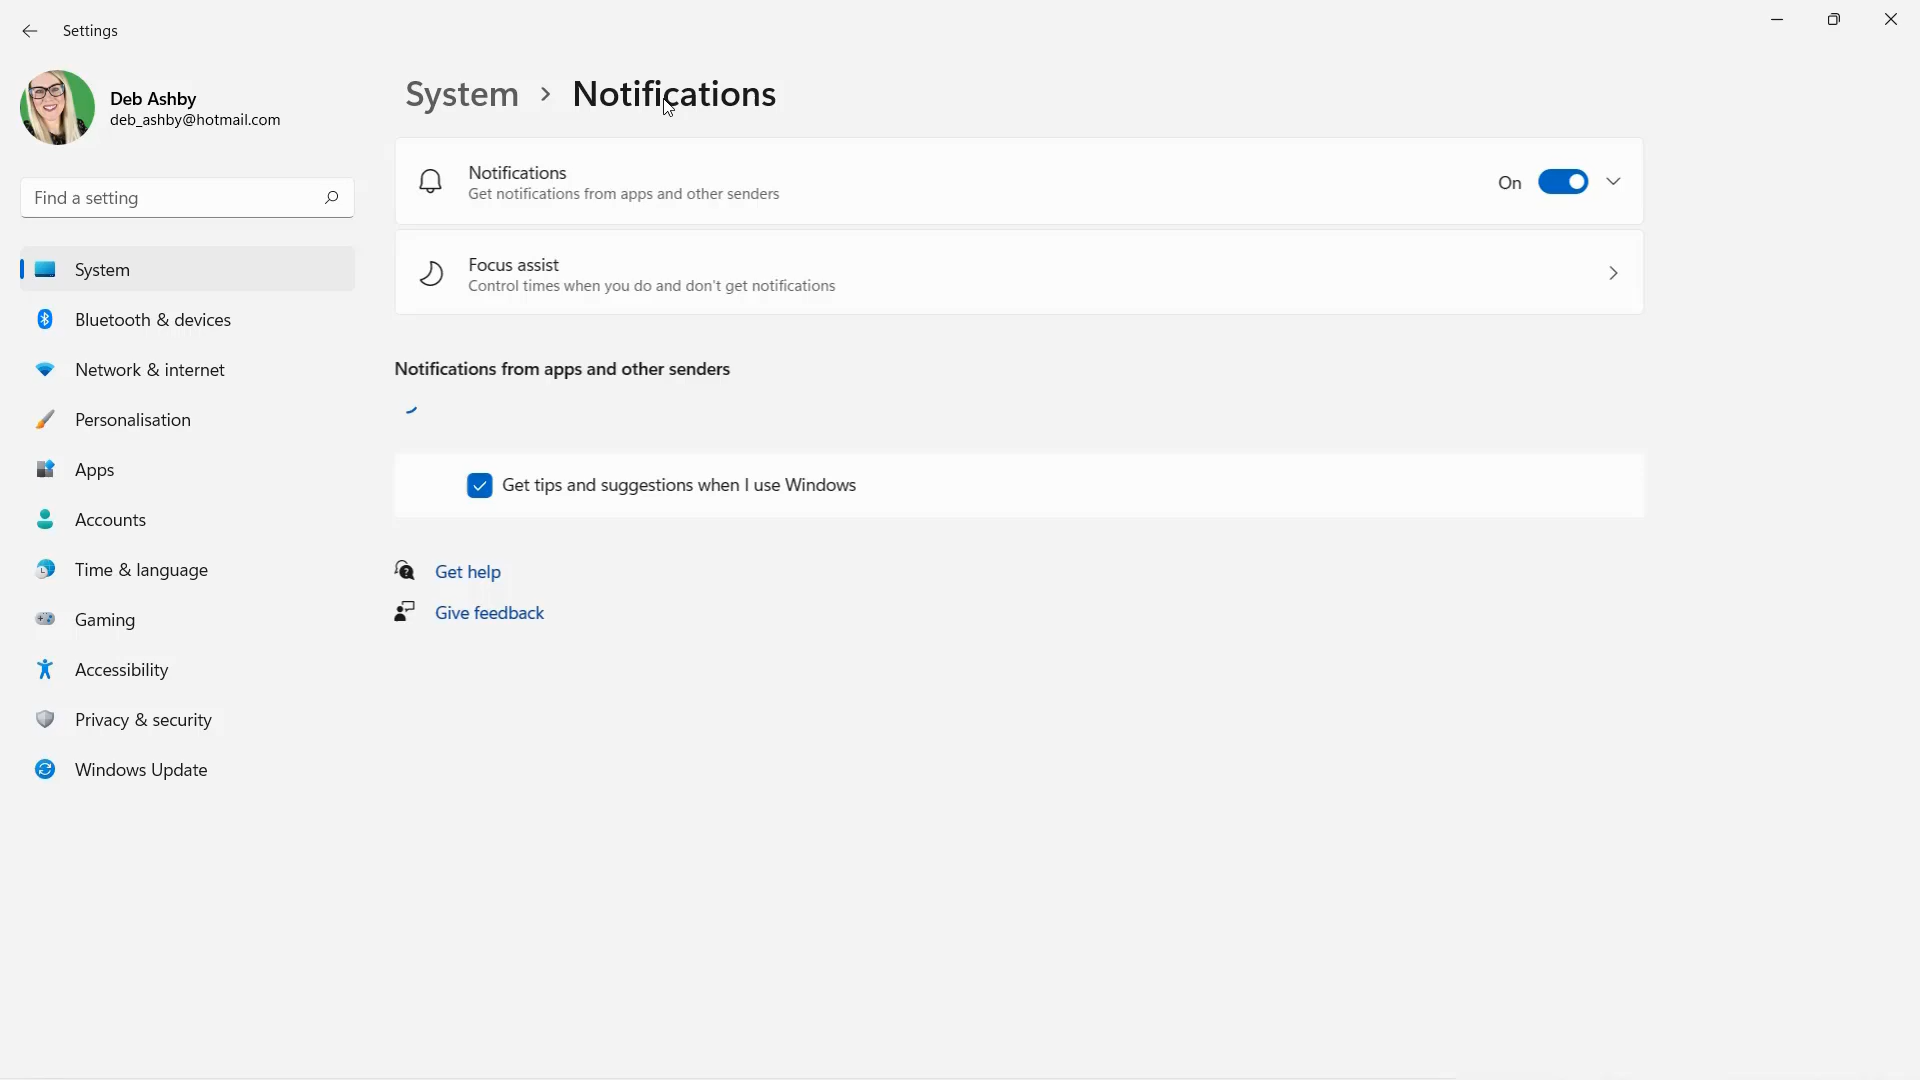 Settings
Deb Ashby
deb_ashby@hotmail.com
Find a setting
System
Bluetooth & devices
Network & internet
Personalisation
Apps
Accounts
Time & language
Gaming
Accessibility
Privacy & security
Windows Update
System > Notifications
Notifications
Get notifications from apps and other senders
On
Focus assist
Control times when you do and don't get notifications
Notifications from apps and other senders
Get tips and suggestions when I use Windows
Get help
Give feedback